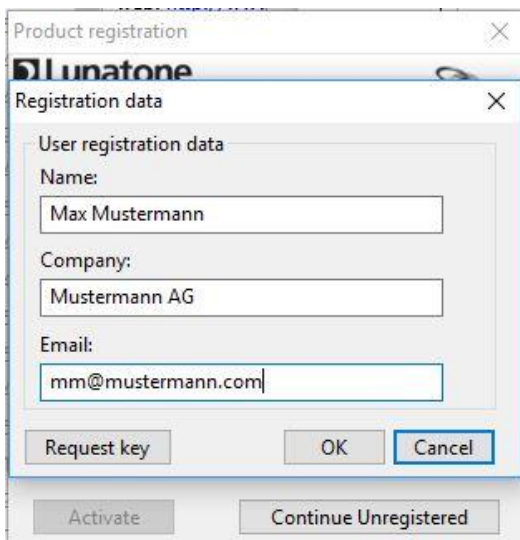 Product registration
Lunatone
Registration data
User registration data
Name:
Max Mustermann
Company:
Mustermann AG
Email:
mm@mustermann.com
Request key
OK
Cancel
Activate
Continue Unregistered